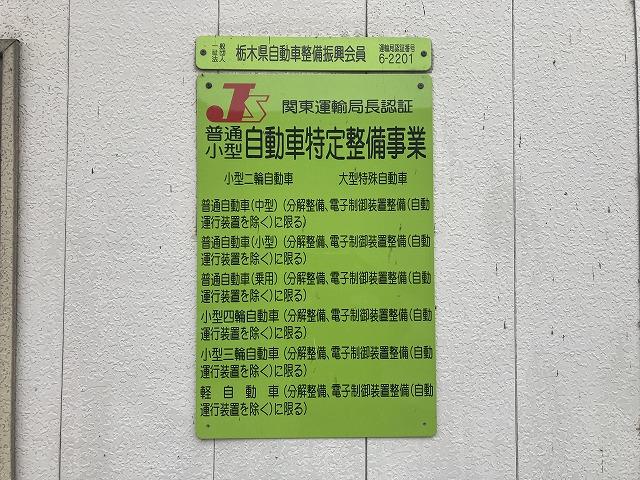 一般社団法人 栃木県自動車整備振興会員 運輸局認証番号 6-2201
JS 関東運輸局長認証
普通小型 自動車特定整備事業
小型二輪自動車 大型特殊自動車
普通自動車(中型)(分解整備、電子制御装置整備(自動
運行装置を除く)に限る)
普通自動車(小型)(分解整備、電子制御装置整備(自動
運行装置を除く)に限る)
普通自動車(乗用)(分解整備、電子制御装置整備(自動
運行装置を除く)に限る)
小型四輪自動車(分解整備、電子制御装置整備(自動
運行装置を除く)に限る)
小型三輪自動車(分解整備、電子制御装置整備(自動
運行装置を除く)に限る)
軽自動車(分解整備、電子制御装置整備(自動
運行装置を除く)に限る)